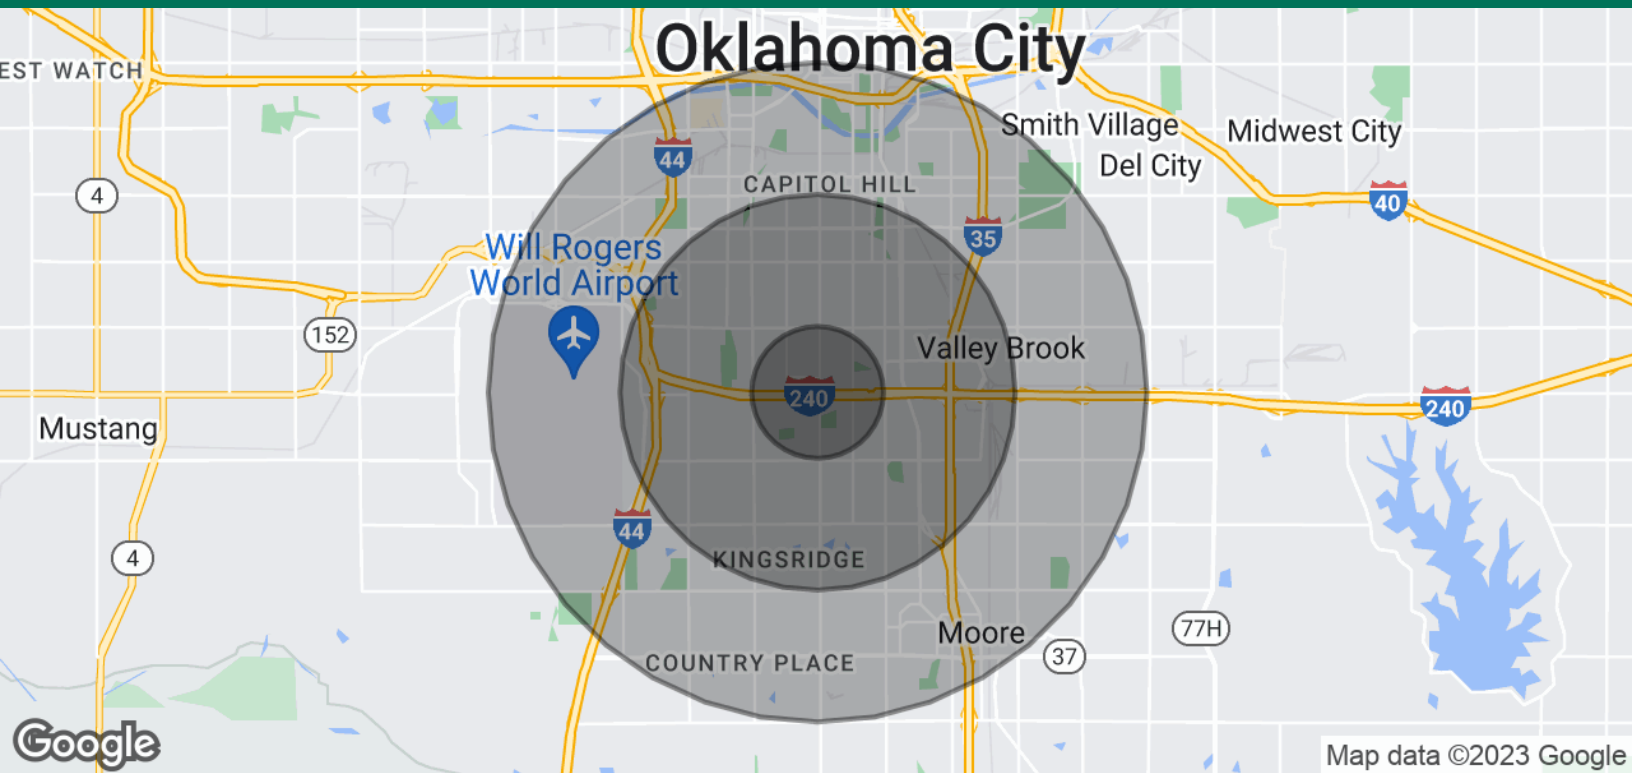 Oklahoma City
EST WATCH
Smith Village
Midwest City
Del City
44
CAPITOL HILL
4
40
35
Will Rogers
World Airport
152
Valley Brook
240
240
Mustang
44
4
KINGSRIDGE
77H
Moore
37
COUNTRY PLACE
Google
Map data ©2023 Google